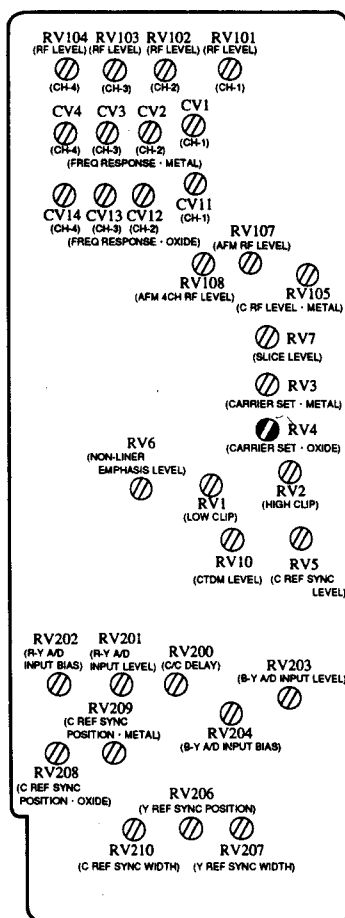 RV104 RV103 RV102 RV101
(RF LEVEL) (RF LEVEL) (RF LEVEL) (RF LEVEL)
(CH-4) (CH-3) (CH-2) (CH-1)
CV4 CV3 CV2 CV1
(CH-4) (CH-3) (CH-2) (CH-1)
(FREQ RESPONSE · METAL)
CV14 CV13 CV12 CV11
(CH-4) (CH-3) (CH-2) (CH-1)
(FREQ RESPONSE · OXIDE)
RV107
(AFM RF LEVEL)
RV108
(AFM 4CH RF LEVEL)
RV105
(C RF LEVEL · METAL)
RV7
(SLICE LEVEL)
RV3
(CARRIER SET · METAL)
RV4
(CARRIER SET · OXIDE)
RV6
(NON-LINER
EMPHASIS LEVEL)
RV1
(LOW CLIP)
RV2
(HIGH CLIP)
RV10
(CTDM LEVEL)
RV5
(C REF SYNC
LEVEL)
RV202
(R-Y A/D
INPUT BIAS)
RV201
(R-Y A/D
INPUT LEVEL)
RV200
(C/C DELAY)
RV203
(B-Y A/D INPUT LEVEL)
RV209
(C REF SYNC
POSITION · METAL)
RV204
(B-Y A/D INPUT BIAS)
RV208
(C REF SYNC
POSITION · OXIDE)
RV206
(Y REF SYNC POSITION)
RV210
(C REF SYNC WIDTH)
RV207
(Y REF SYNC WIDTH)